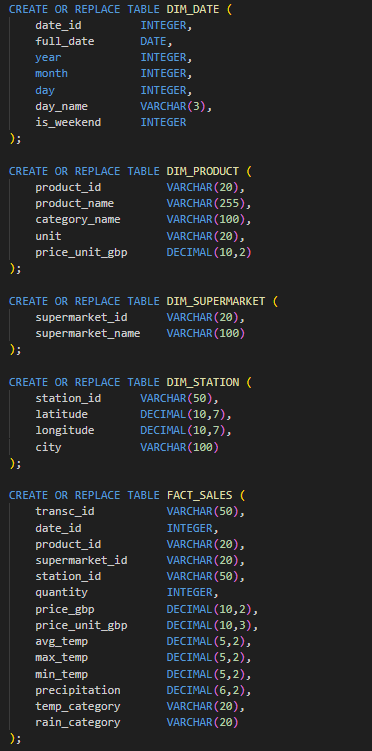 CREATE OR REPLACE TABLE DIM_DATE (
    date_id         INTEGER,
    full_date       DATE,
    year            INTEGER,
    month           INTEGER,
    day             INTEGER,
    day_name        VARCHAR(3),
    is_weekend      INTEGER
);

CREATE OR REPLACE TABLE DIM_PRODUCT (
    product_id          VARCHAR(20),
    product_name        VARCHAR(255),
    category_name       VARCHAR(100),
    unit                VARCHAR(20),
    price_unit_gbp      DECIMAL(10,2)
);

CREATE OR REPLACE TABLE DIM_SUPERMARKET (
    supermarket_id      VARCHAR(20),
    supermarket_name    VARCHAR(100)
);

CREATE OR REPLACE TABLE DIM_STATION (
    station_id      VARCHAR(50),
    latitude        DECIMAL(10,7),
    longitude       DECIMAL(10,7),
    city            VARCHAR(100)
);

CREATE OR REPLACE TABLE FACT_SALES (
    transc_id           VARCHAR(50),
    date_id             INTEGER,
    product_id          VARCHAR(20),
    supermarket_id      VARCHAR(20),
    station_id          VARCHAR(50),
    quantity            INTEGER,
    price_gbp           DECIMAL(10,2),
    price_unit_gbp      DECIMAL(10,3),
    avg_temp            DECIMAL(5,2),
    max_temp            DECIMAL(5,2),
    min_temp            DECIMAL(5,2),
    precipitation       DECIMAL(6,2),
    temp_category       VARCHAR(20),
    rain_category       VARCHAR(20)
);